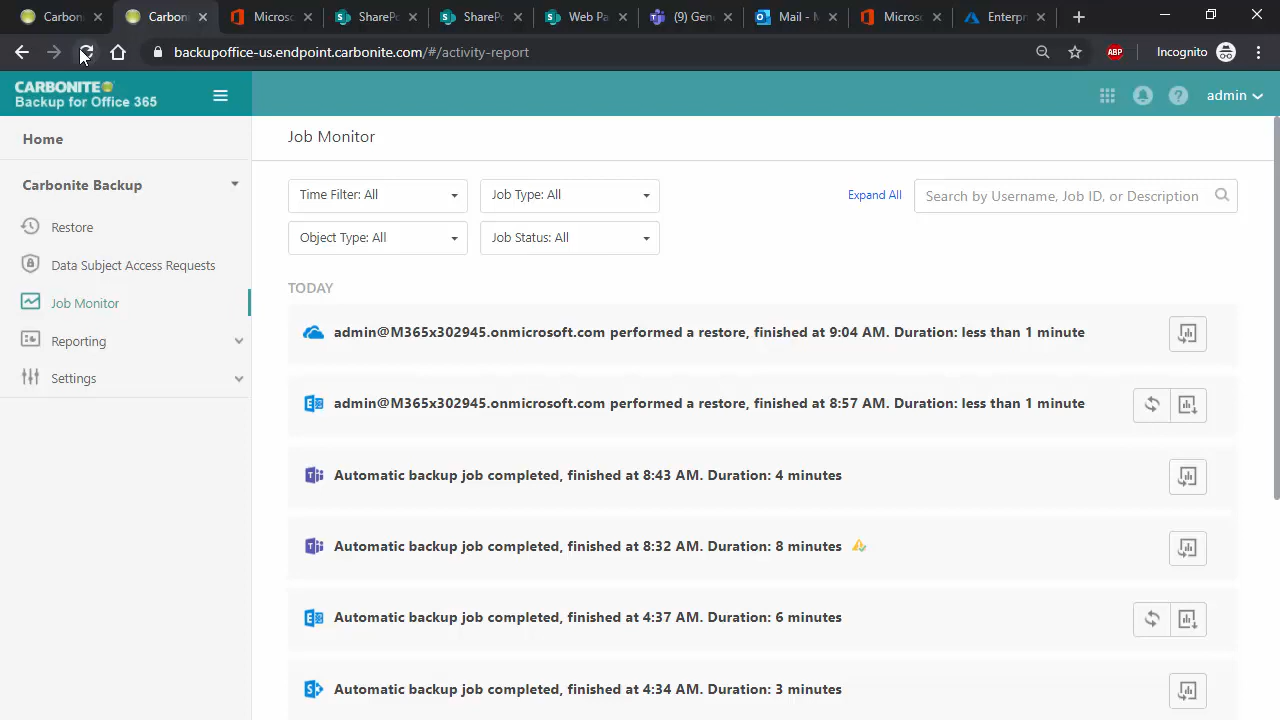 Carbon
Carbon
Microsc
SharePo
SharePo
Web Pa
(9) Gen
Mail - M
Microsc
Enterpr
backupoffice-us.endpoint.carbonite.com/#/activity-report
ABP
Incognito
CARBONITE
Backup for Office 365
admin
Home
Carbonite Backup
Restore
Data Subject Access Requests
Job Monitor
Reporting
Settings
Job Monitor
Time Filter: All
Job Type: All
Expand All
Search by Username, Job ID, or Description
Object Type: All
Job Status: All
TODAY
admin@M365x302945.onmicrosoft.com performed a restore, finished at 9:04 AM. Duration: less than 1 minute
admin@M365x302945.onmicrosoft.com performed a restore, finished at 8:57 AM. Duration: less than 1 minute
Automatic backup job completed, finished at 8:43 AM. Duration: 4 minutes
Automatic backup job completed, finished at 8:32 AM. Duration: 8 minutes
Automatic backup job completed, finished at 4:37 AM. Duration: 6 minutes
Automatic backup job completed, finished at 4:34 AM. Duration: 3 minutes